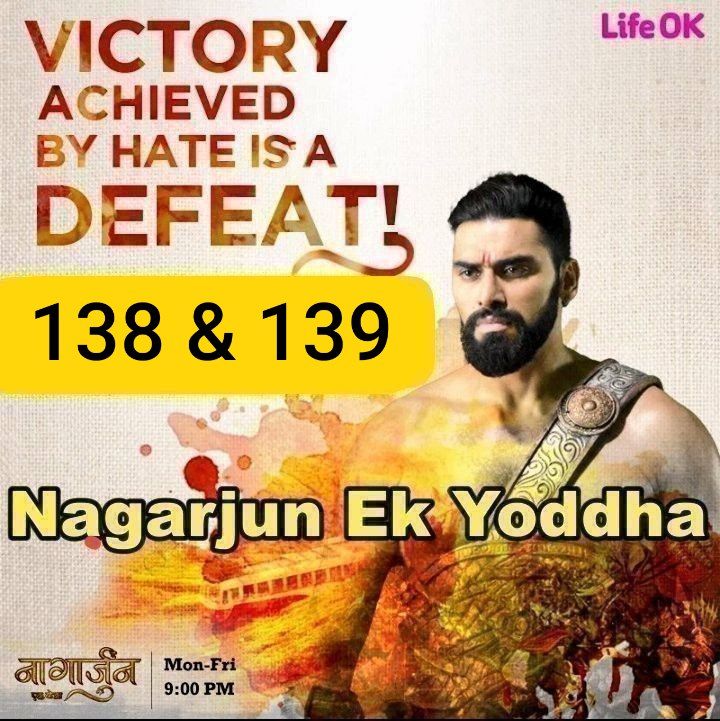 Life OK
VICTORY
ACHIEVED
BY HATE IS A
DEFEAT!
138 & 139
Nagarjun Ek Yoddha
नागार्जुन
एक योद्धा
Mon-Fri
9:00 PM